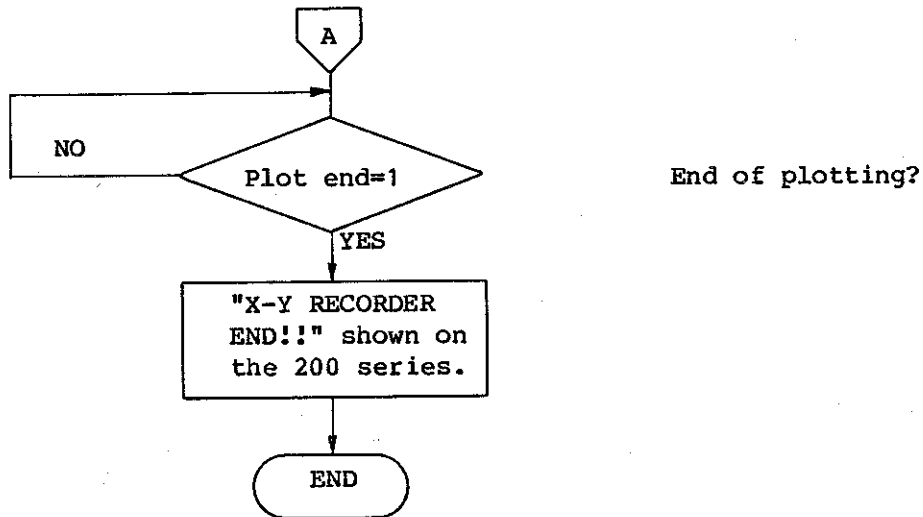 A
NO
Plot end=1
End of plotting?
YES
"X-Y RECORDER
END!!" shown on
the 200 series.
END